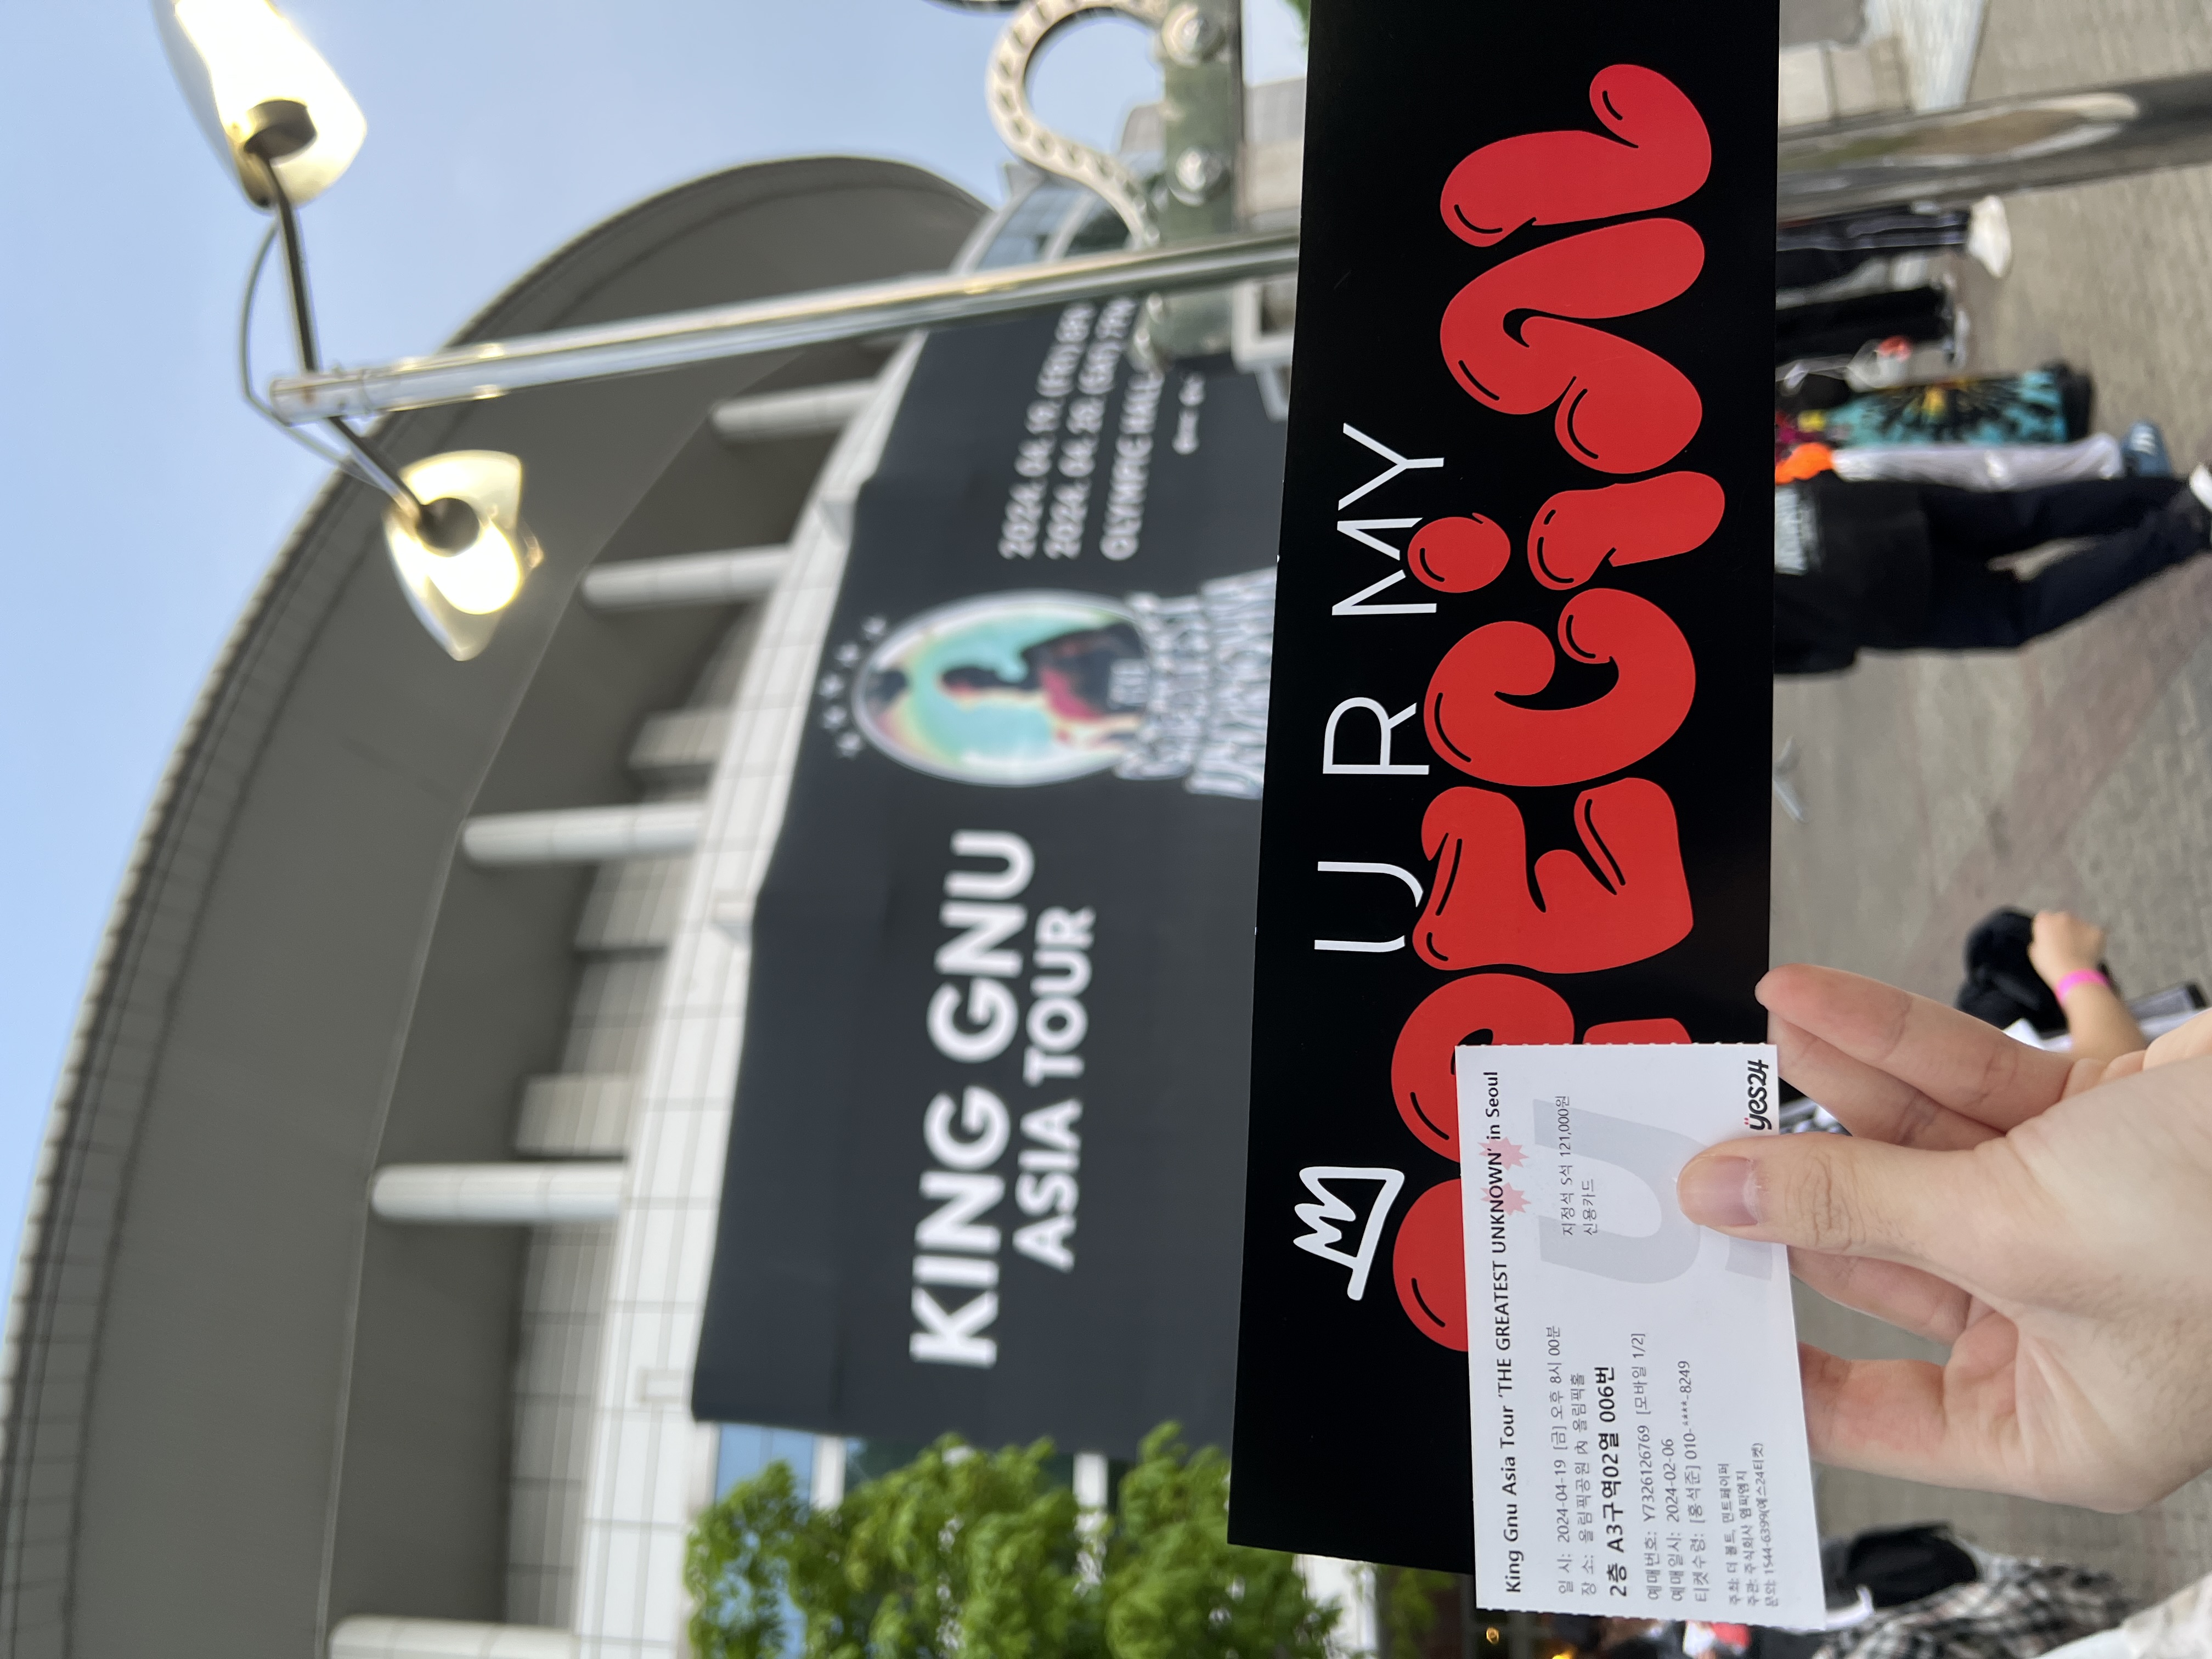 KING GNU
ASIA TOUR
2024. 04. 19. (FRI) 8PM
2024. 04. 20. (SAT) 7PM
OLYMPIC HALL
THE
GREATEST
UNKNOWN
U R MY
SPECiAL
King Gnu Asia Tour 'THE GREATEST UNKNOWN' in Seoul
일 시: 2024-04-19 [금] 오후 8시 00분
장 소: 올림픽공원 內 올림픽홀
2층 A3구역02열 006번
지정석 S석 121,000원
신용카드
예매번호: Y7326126769 [모바일 1/2]
예매일시: 2024-02-06
티켓수령: [홍석준] 010-****-8249
주최: 더 볼트, 민트페이퍼
주관: 주식회사 엠피엠지
문의: 1544-6399(예스24티켓)
yes24